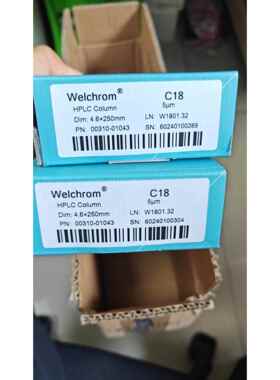 Welchrom® C18
HPLC Column 5μm
Dim: 4.6×250mm LN: W1801.32
PN: 00310-01043 SN: 60240100269
Welchrom® C18
HPLC Column 5μm
Dim: 4.6×250mm LN: W1801.32
PN: 00310-01043 SN: 60240100304